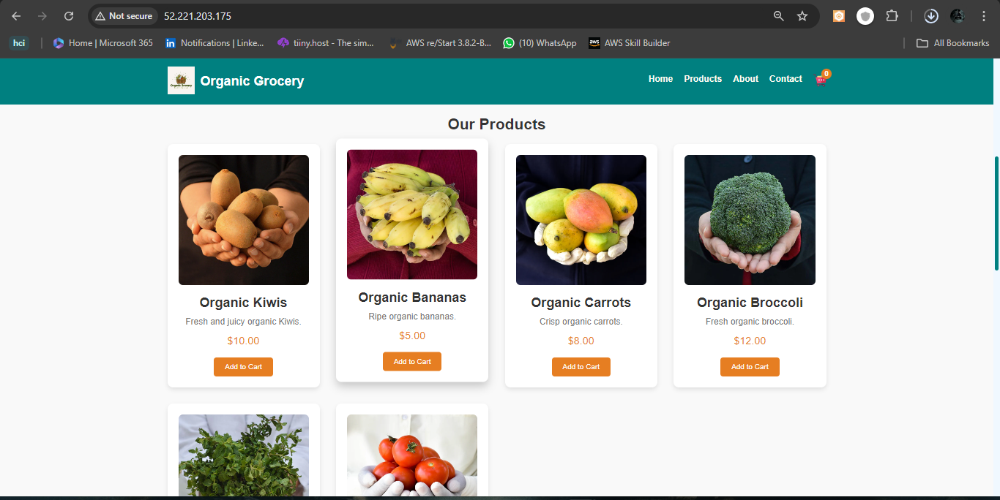 Not secure 52.221.203.175
hci Home | Microsoft 365 Notifications | Linke... tiiny.host - The sim... AWS re/Start 3.8.2-B... (10) WhatsApp aws AWS Skill Builder All Bookmarks
Organic Grocery
Organic Grocery Home Products About Contact 0
Our Products
Organic Kiwis
Fresh and juicy organic Kiwis.
$10.00
Add to Cart
Organic Bananas
Ripe organic bananas.
$5.00
Add to Cart
Organic Carrots
Crisp organic carrots.
$8.00
Add to Cart
Organic Broccoli
Fresh organic broccoli.
$12.00
Add to Cart